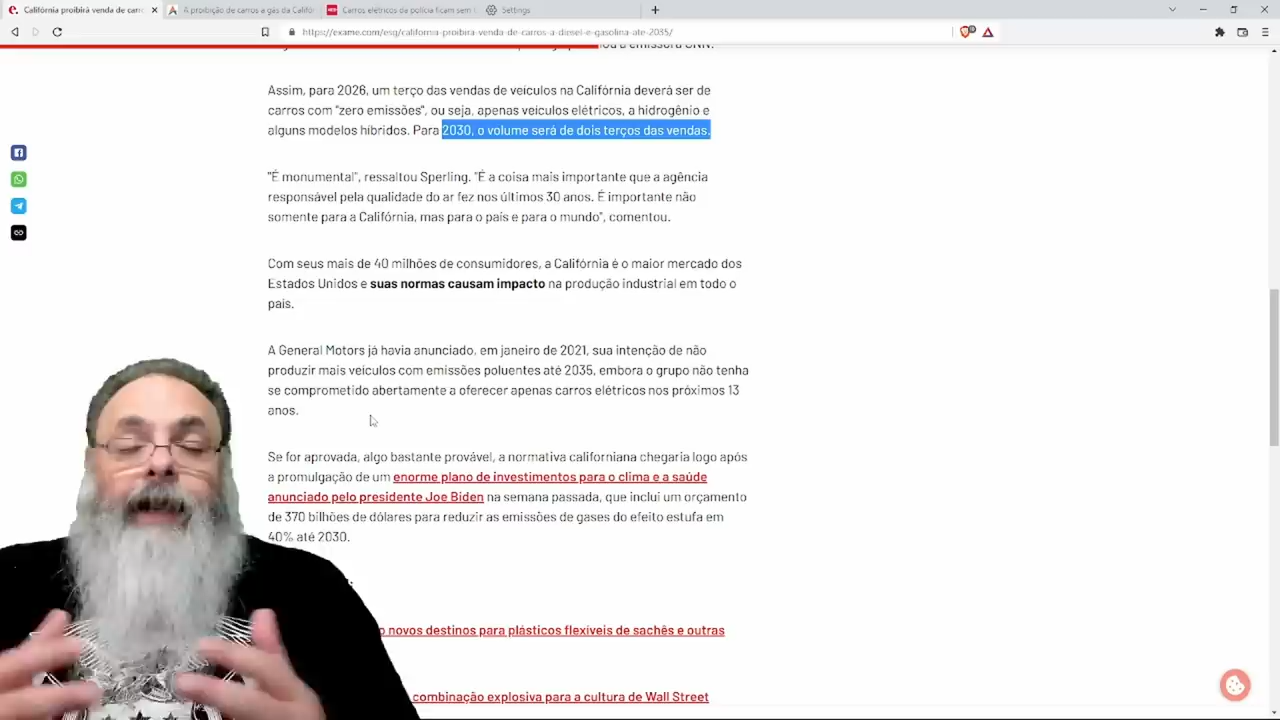 Califórnia proibirá venda de carro
A proibição de carros a gás da Califó
Carros elétricos da polícia ficam sem
Settings
https://exame.com/esg/california-proibira-venda-de-carros-a-diesel-e-gasolina-ate-2035/
ou a emissora CNN.
Assim, para 2026, um terço das vendas de veículos na Califórnia deverá ser de
carros com "zero emissões", ou seja, apenas veículos elétricos, a hidrogênio e
alguns modelos híbridos. Para 2030, o volume será de dois terços das vendas.
"É monumental", ressaltou Sperling. "É a coisa mais importante que a agência
responsável pela qualidade do ar fez nos últimos 30 anos. É importante não
somente para a Califórnia, mas para o país e para o mundo", comentou.
Com seus mais de 40 milhões de consumidores, a Califórnia é o maior mercado dos
Estados Unidos e suas normas causam impacto na produção industrial em todo o
país.
A General Motors já havia anunciado, em janeiro de 2021, sua intenção de não
produzir mais veículos com emissões poluentes até 2035, embora o grupo não tenha
se comprometido abertamente a oferecer apenas carros elétricos nos próximos 13
anos.
Se for aprovada, algo bastante provável, a normativa californiana chegaria logo após
a promulgação de um enorme plano de investimentos para o clima e a saúde
anunciado pelo presidente Joe Biden na semana passada, que inclui um orçamento
de 370 bilhões de dólares para reduzir as emissões de gases do efeito estufa em
40% até 2030.
novos destinos para plásticos flexíveis de sachês e outras
combinação explosiva para a cultura de Wall Street